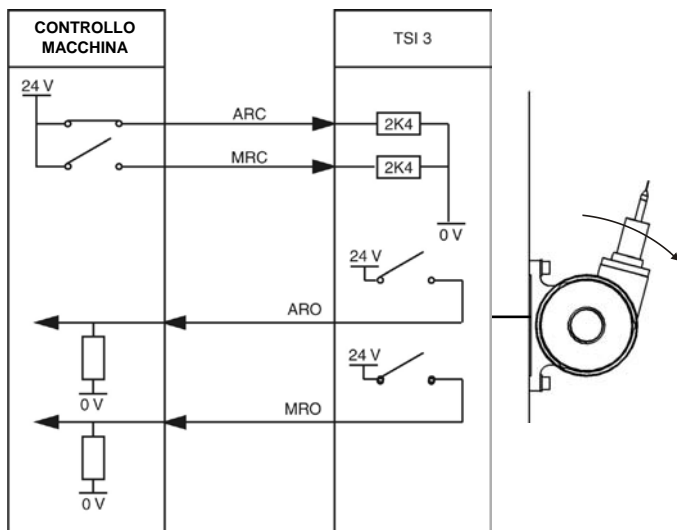 CONTROLLO
MACCHINA
TSI 3
24 V
ARC
2K4
MRC
2K4
0 V
24 V
ARO
0 V
24 V
MRO
0 V